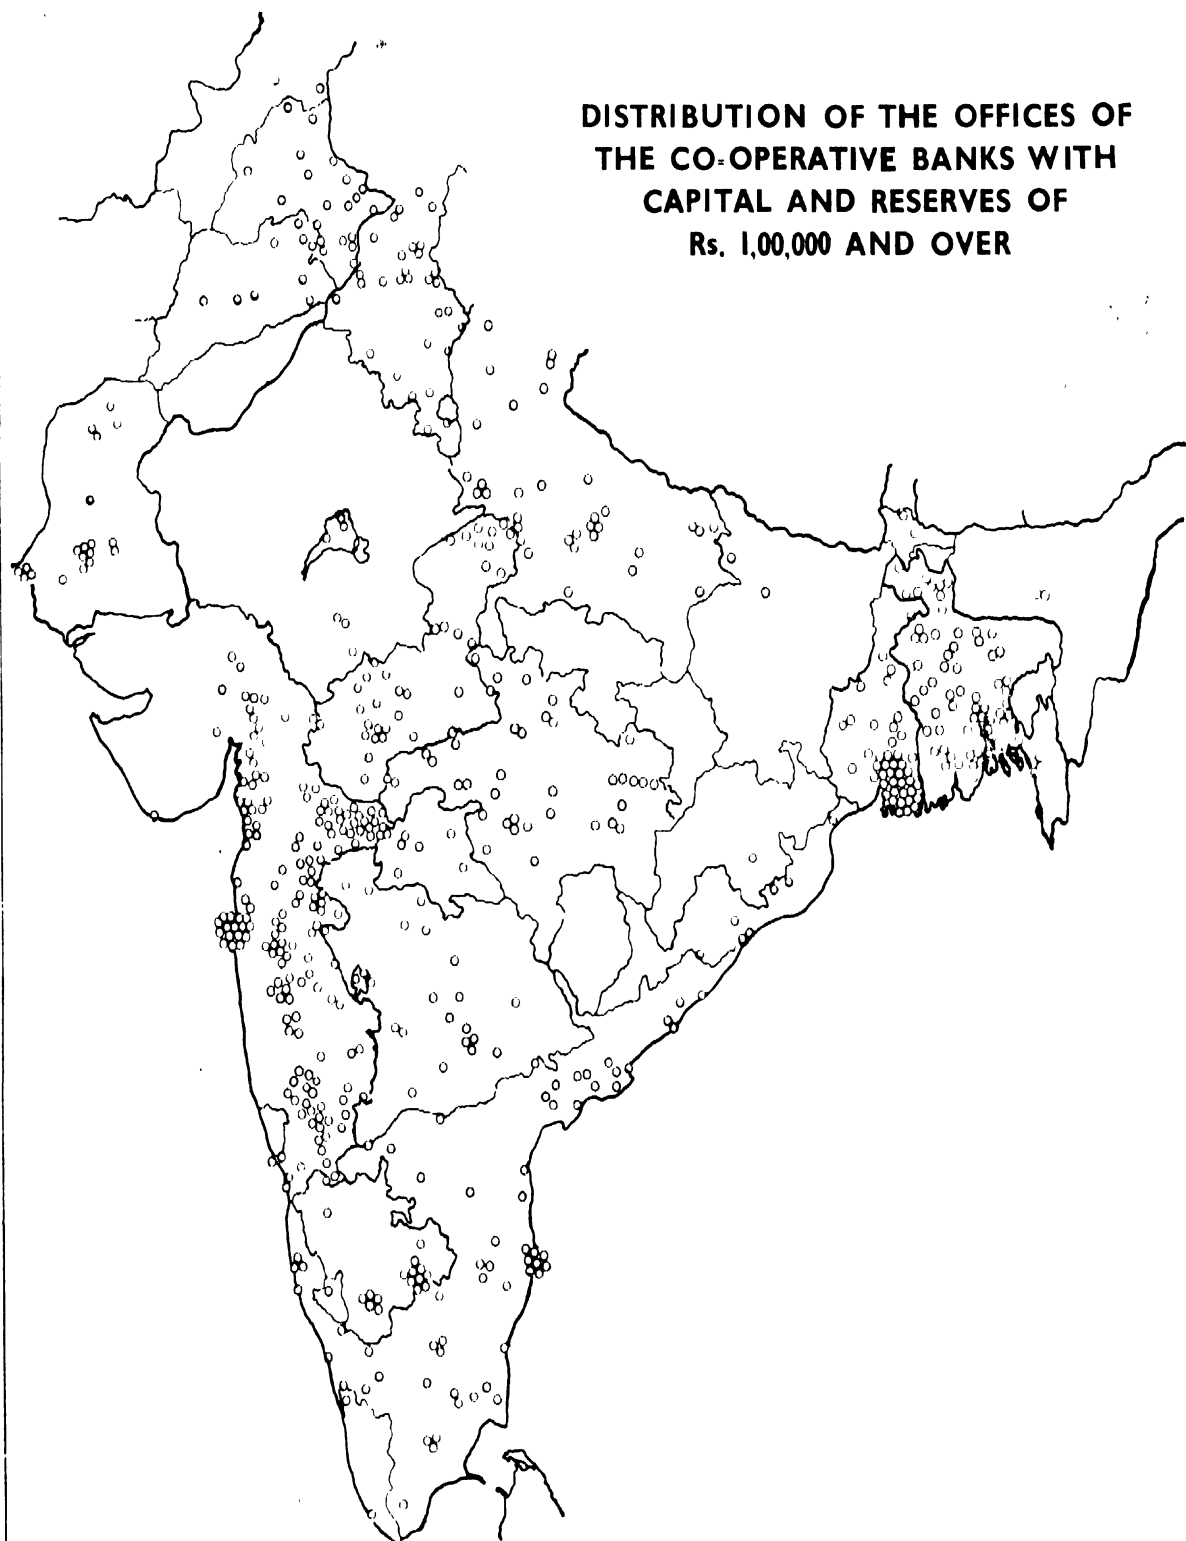 DISTRIBUTION OF THE OFFICES OF
THE CO-OPERATIVE BANKS WITH
CAPITAL AND RESERVES OF
Rs. 1,00,000 AND OVER